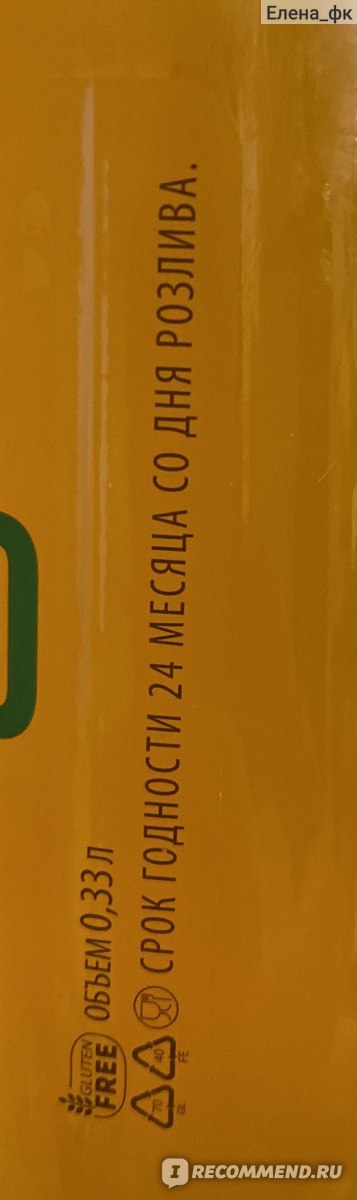 Елена_фк
GLUTEN
FREE
ОБЪЕМ 0,33 Л
70
GL
40
FE
СРОК ГОДНОСТИ 24 МЕСЯЦА СО ДНЯ РОЗЛИВА.
I RECOMMEND.RU